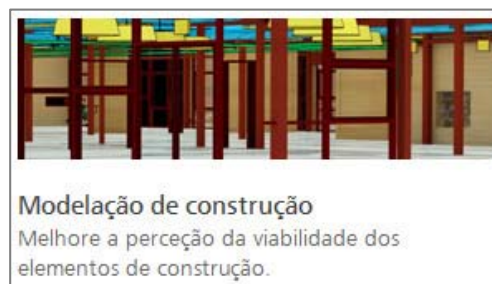 Modelação de construção
Melhore a perceção da viabilidade dos
elementos de construção.